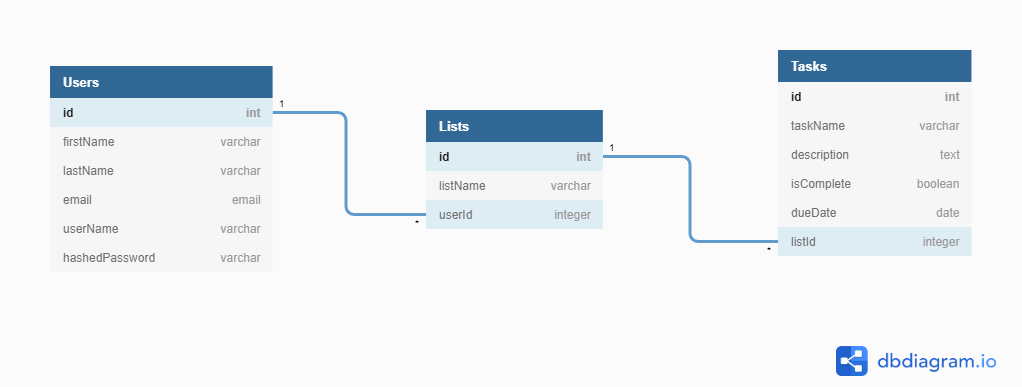 Users
id int
firstName varchar
lastName varchar
email email
userName varchar
hashedPassword varchar
1
*
Lists
id int
listName varchar
userId integer
1
*
Tasks
id int
taskName varchar
description text
isComplete boolean
dueDate date
listId integer
dbdiagram.io